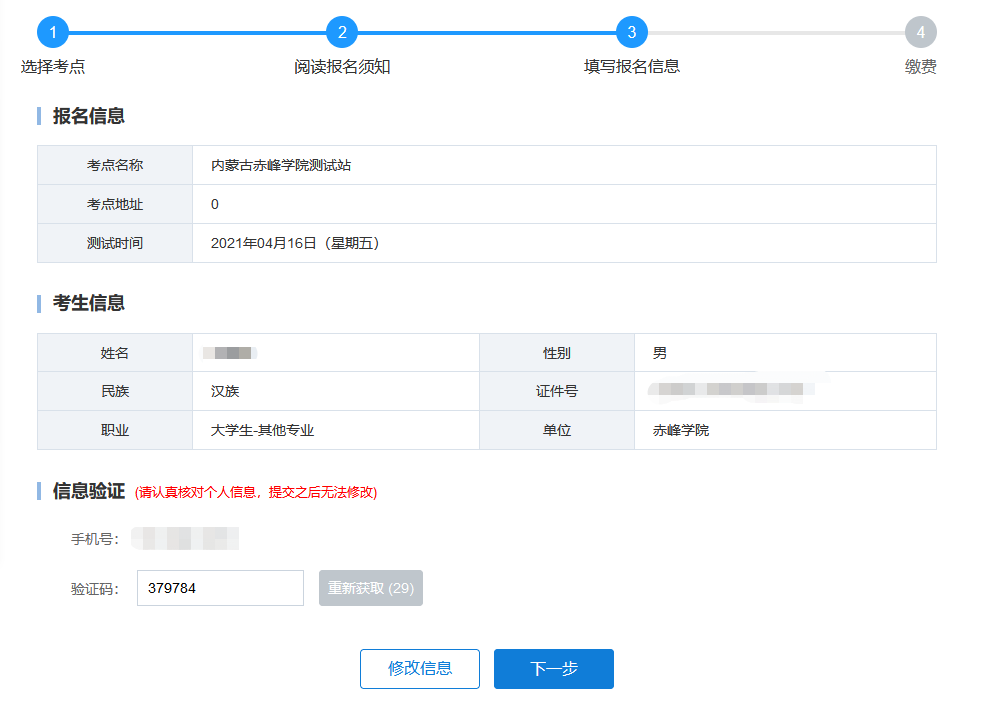 1 2 3 4
选择考点 阅读报名须知 填写报名信息 缴费
报名信息
考点名称 内蒙古赤峰学院测试站
考点地址 0
测试时间 2021年04月16日（星期五）
考生信息
姓名 性别 男
民族 汉族 证件号
职业 大学生-其他专业 单位 赤峰学院
信息验证 (请认真核对个人信息，提交之后无法修改)
手机号：
验证码： 379784 重新获取 (29)
修改信息 下一步